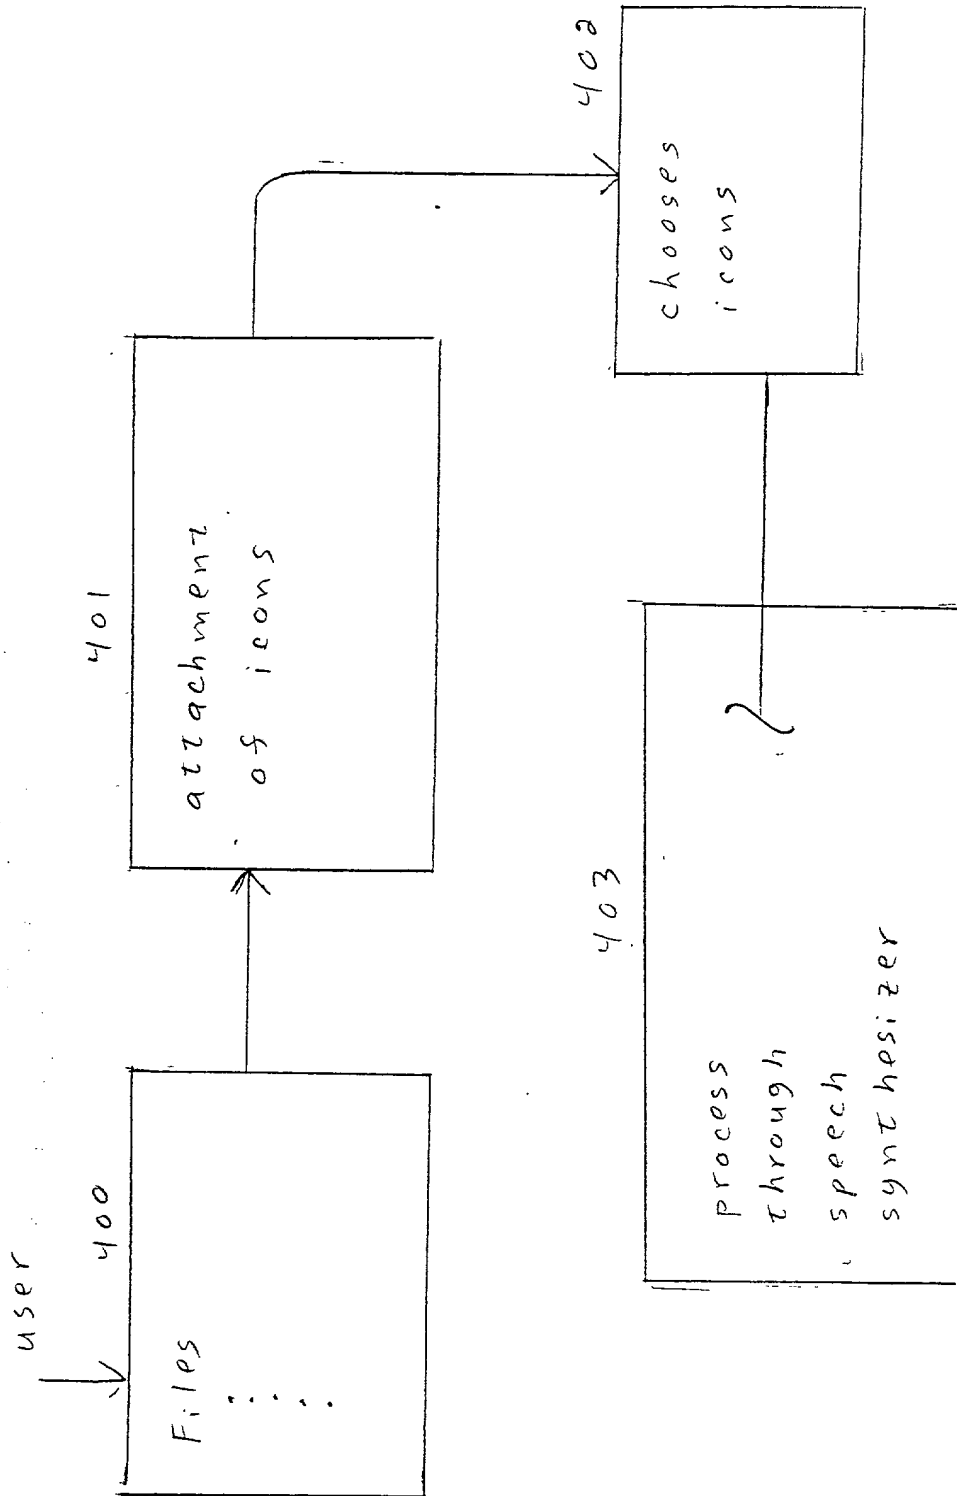 user
400
Files
.....
401
attachment
of icons
402
chooses
icons
403
process
through
speech
synthesizer